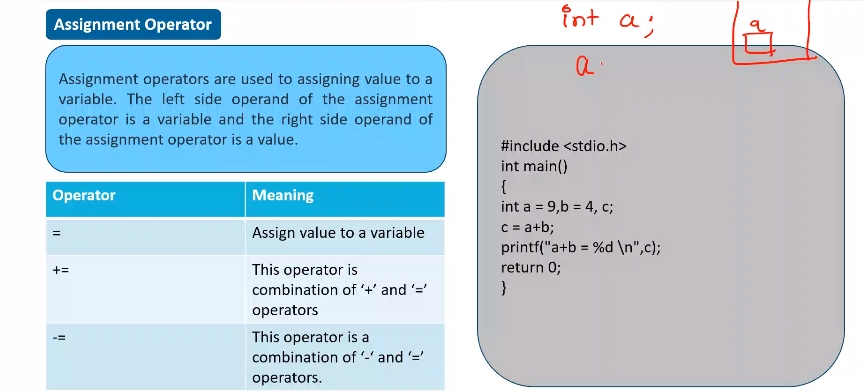 Assignment Operator
int a;
a
a
Assignment operators are used to assigning value to a
variable. The left side operand of the assignment
operator is a variable and the right side operand of
the assignment operator is a value.
Operator Meaning
= Assign value to a variable
+= This operator is
combination of ‘+’ and ‘=’
operators
-= This operator is a
combination of ‘-‘ and ‘=’
operators.
#include <stdio.h>
int main()
{
int a = 9,b = 4, c;
c = a+b;
printf("a+b = %d \n",c);
return 0;
}